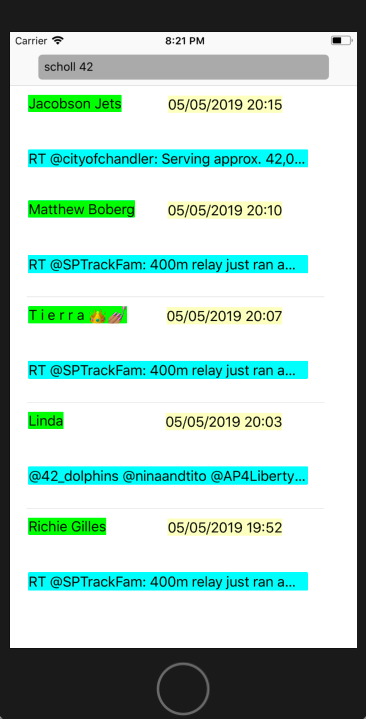 Carrier 8:21 PM
scholl 42
Jacobson Jets 05/05/2019 20:15
RT @cityofchandler: Serving approx. 42,0...
Matthew Boberg 05/05/2019 20:10
RT @SPTrackFam: 400m relay just ran a...
T i e r r a 05/05/2019 20:07
RT @SPTrackFam: 400m relay just ran a...
Linda 05/05/2019 20:03
@42_dolphins @ninaandtito @AP4Liberty...
Richie Gilles 05/05/2019 19:52
RT @SPTrackFam: 400m relay just ran a...